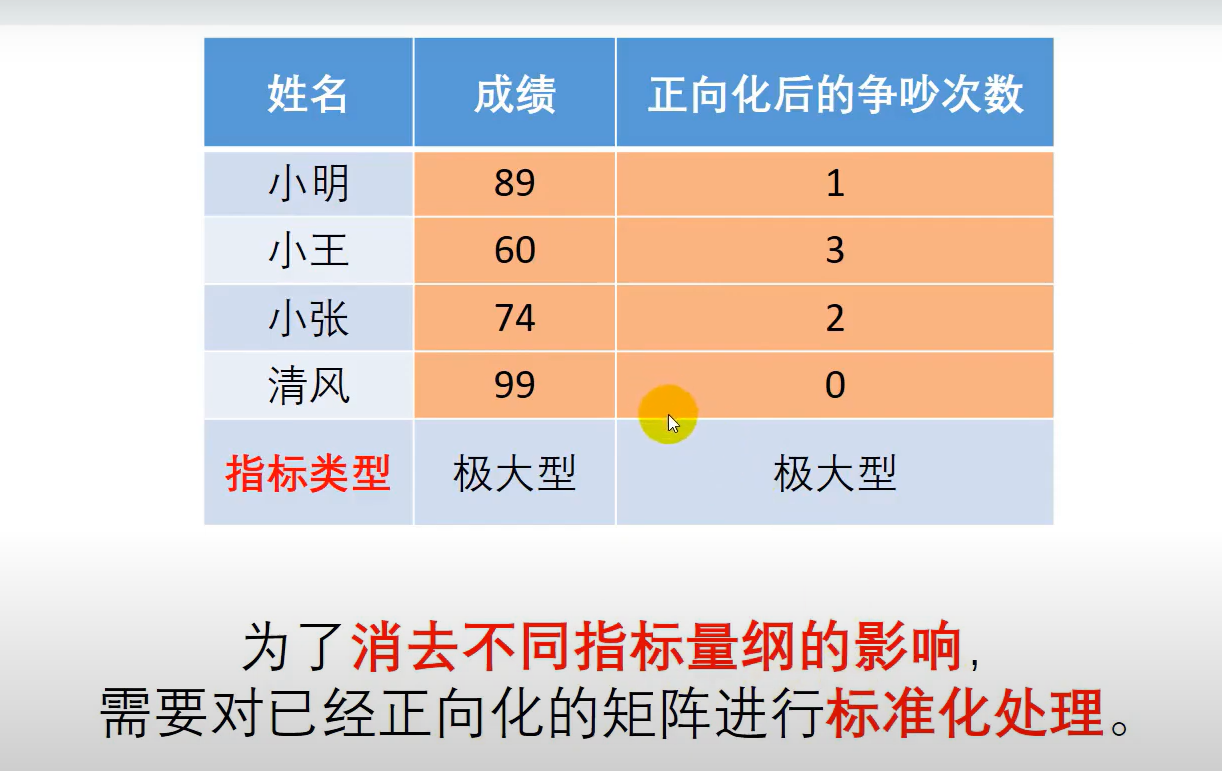 姓名 成绩 正向化后的争吵次数
小明 89 1
小王 60 3
小张 74 2
清风 99 0
指标类型 极大型 极大型
为了消去不同指标量纲的影响,
需要对已经正向化的矩阵进行标准化处理。